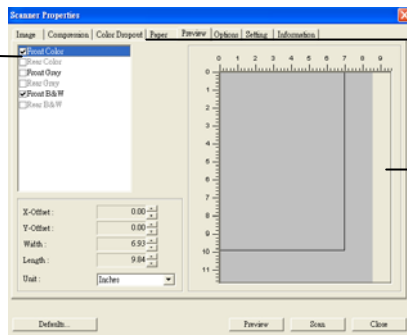 Scanner Properties
Image Compression Color Dropout Paper Preview Options Setting Information
Front Color
Rear Color
Front Gray
Rear Gray
Front B&W
Rear B&W
0 1 2 3 4 5 6 7 8 9
0
1
2
3
4
5
6
7
8
9
10
11
X-Offset : 0.00
Y-Offset : 0.00
Width : 6.93
Length : 9.84
Unit : Inches
Defaults... Preview Scan Close